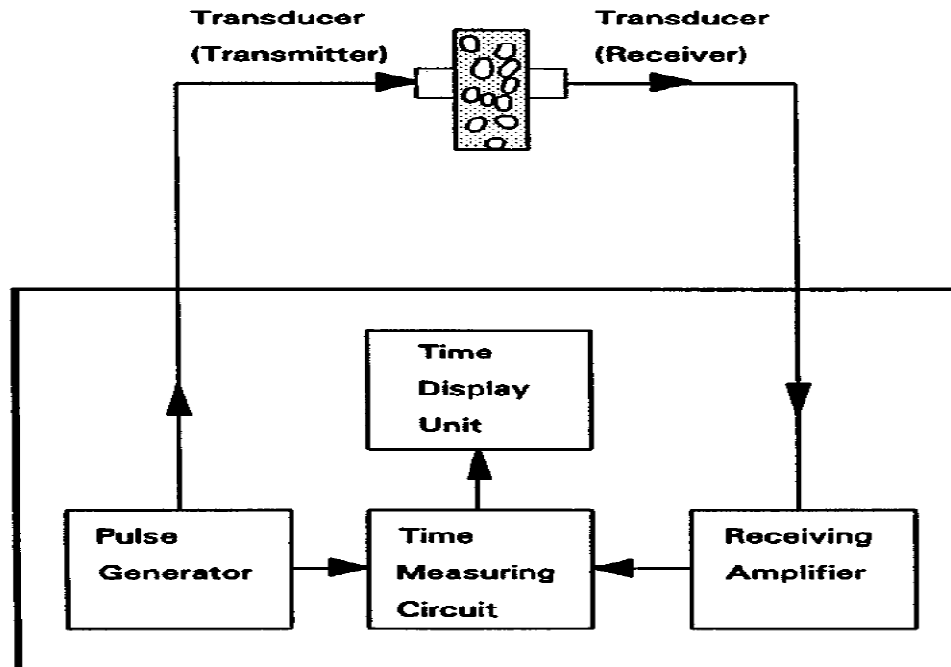 Transducer
(Transmitter)
Transducer
(Receiver)
Time
Display
Unit
Pulse
Generator
Time
Measuring
Circuit
Receiving
Amplifier